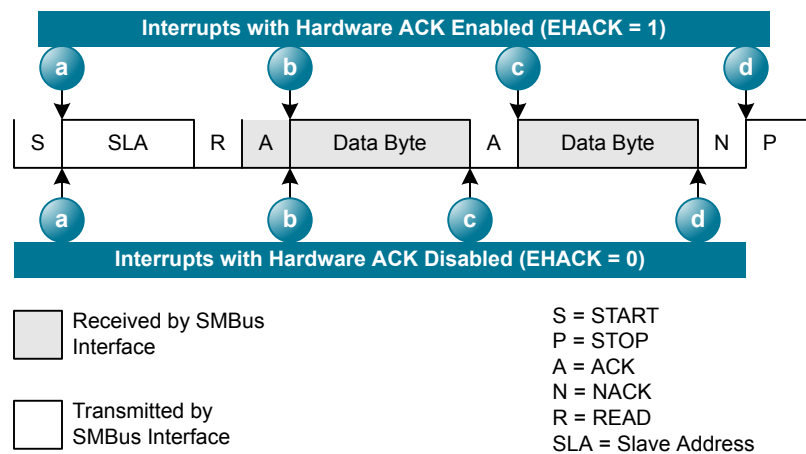 Interrupts with Hardware ACK Enabled (EHACK = 1)
a b c d
S SLA R A Data Byte A Data Byte N P
a b c d
Interrupts with Hardware ACK Disabled (EHACK = 0)
Received by SMBus
Interface
Transmitted by
SMBus Interface
S = START
P = STOP
A = ACK
N = NACK
R = READ
SLA = Slave Address